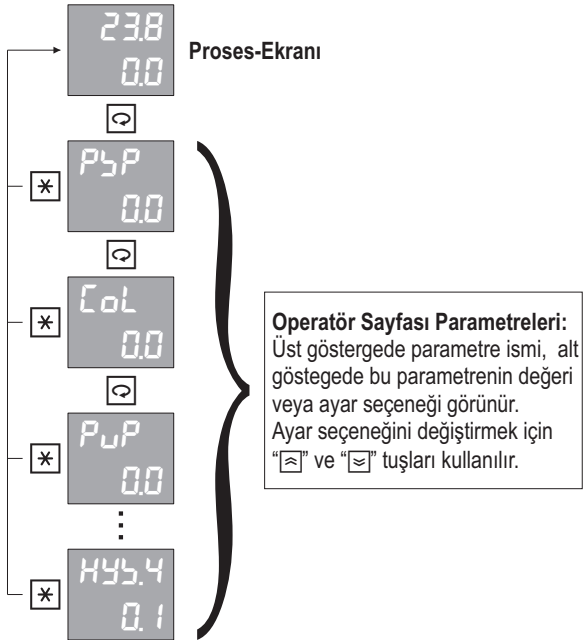 23.8
0.0
Proses-Ekranı
PSP
0.0
CoL
0.0
Operatör Sayfası Parametreleri:
Üst göstergede parametre ismi, alt
göstegede bu parametrenin değeri
veya ayar seçeneği görünür.
Ayar seçeneğini değiştirmek için
“” ve “” tuşları kullanılır.
PuP
0.0
HYS.4
0.1